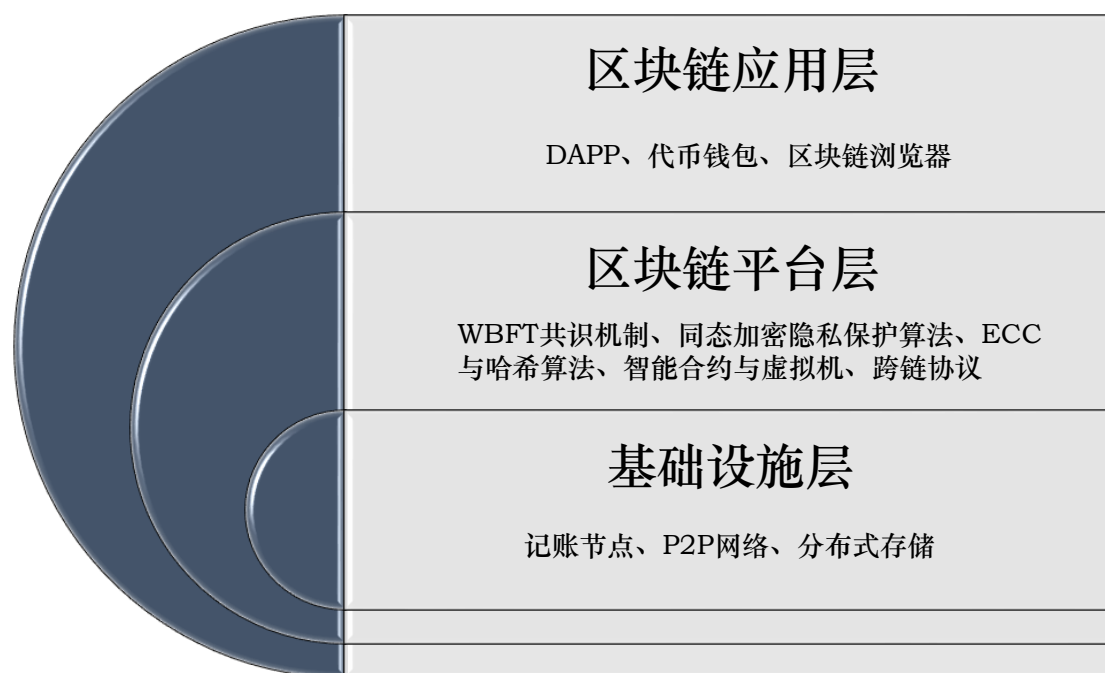 区块链应用层
DAPP、代币钱包、区块链浏览器
区块链平台层
WBFT共识机制、同态加密隐私保护算法、ECC
与哈希算法、智能合约与虚拟机、跨链协议
基础设施层
记账节点、P2P网络、分布式存储